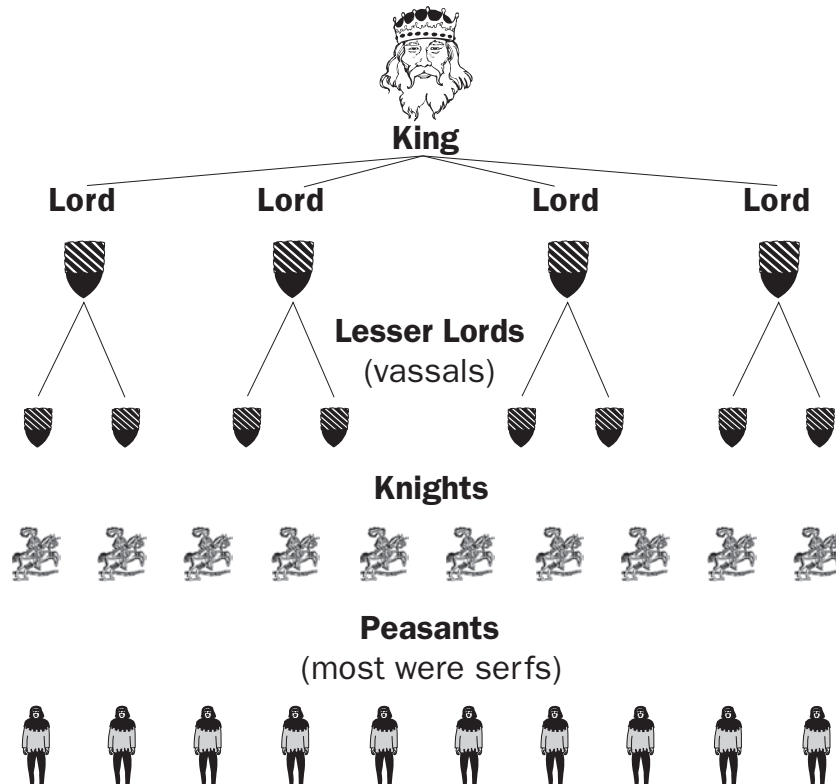 King
Lord Lord Lord Lord
Lesser Lords
(vassals)
Knights
Peasants
(most were serfs)